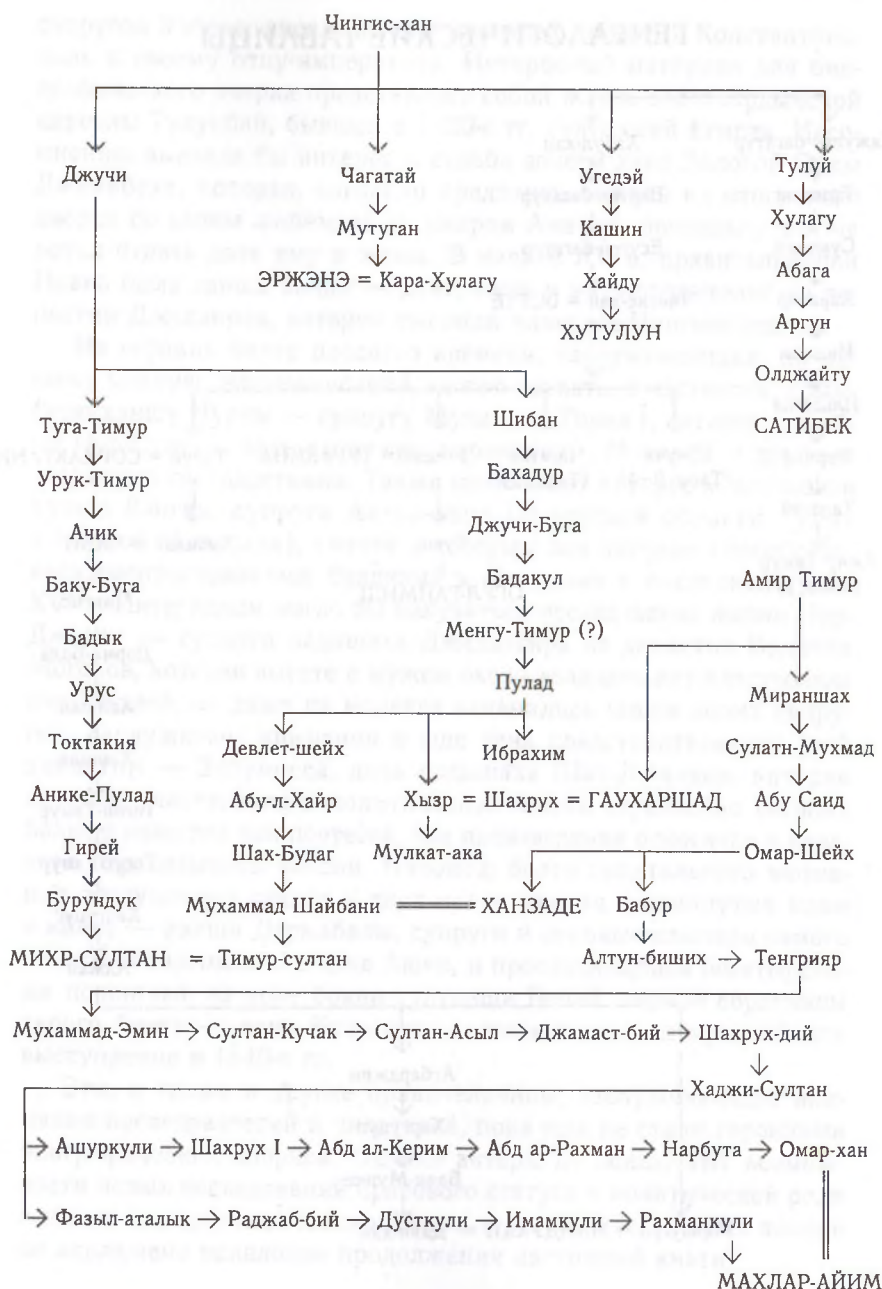 Чингис-хан
Джучи Чагатай Угедэй Тулуй
Мутуган Кашин Хулагу
ЭРЖЭНЭ = Кара-Хулагу Хайду Абага
ХУТУЛУН Аргун
Олджайту
Туга-Тимур Шибан САТИБЕК
Урук-Тимур Бахадур
Ачик Джучи-Буга
Баку-Буга Бадакул Амир Тимур
Бадык Менгу-Тимур (?)
Урус Пулад Мираншах
Токтакия Девлет-шейх Ибрахим Сулатн-Мухмад
Анике-Пулад Абу-л-Хайр Хызр = Шахрух = ГАУХАРШАД Абу Саид
Гирей Шах-Будаг Мулкат-ака Омар-Шейх
Бурундук Мухаммад Шайбани ═ ХАНЗАДЕ Бабур
МИХР-СУЛТАН = Тимур-султан Алтун-биших → Тенгрияр
Мухаммад-Эмин → Султан-Кучак → Султан-Асыл → Джамаст-бий → Шахрух-дий
Хаджи-Султан
Ашуркули → Шахрух I → Абд ал-Керим → Абд ар-Рахман → Нарбута → Омар-хан
Фазыл-аталык → Раджаб-бий → Дусткули → Имамкули → Рахманкули
МАХЛАР-АЙИМ